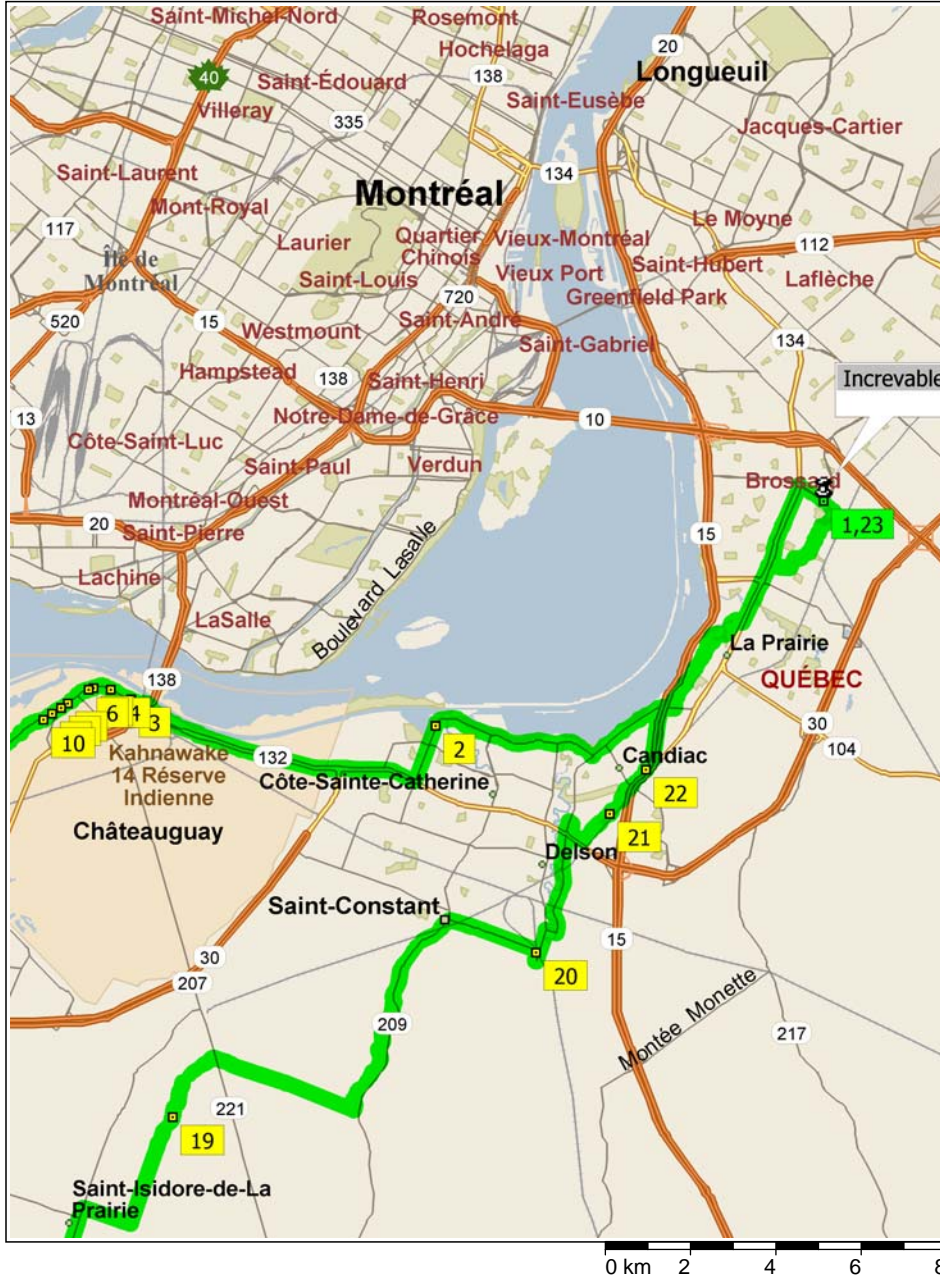 Saint-Michel-Nord
Rosemont
Hochelaga
20
Longueuil
40
Saint-Édouard
138
Saint-Eusèbe
Villeray
335
Jacques-Cartier
Saint-Laurent
134
Mont-Royal
Montréal
Le Moyne
117
Laurier
Quartier
Chinois
Vieux-Montréal
112
Île de
Montréal
Saint-Louis
Vieux Port
Saint-Hubert
Laflèche
720
Greenfield Park
520
15
Westmount
Saint-André
134
Saint-Gabriel
Hampstead
138
Saint-Henri
Increvable
13
Notre-Dame-de-Grâce
10
Côte-Saint-Luc
Saint-Paul
Verdun
Brossard
Montréal-Ouest
1,23
20
Saint-Pierre
15
Lachine
Boulevard Lasalle
LaSalle
La Prairie
138
QUÉBEC
6
4
3
30
10
2
104
Kahnawake
14 Réserve
Indienne
132
Côte-Sainte-Catherine
Candiac
22
Châteauguay
21
Delson
Saint-Constant
15
30
20
207
Montée Monette
209
217
221
19
Saint-Isidore-de-La
Prairie
0 km 2 4 6 8